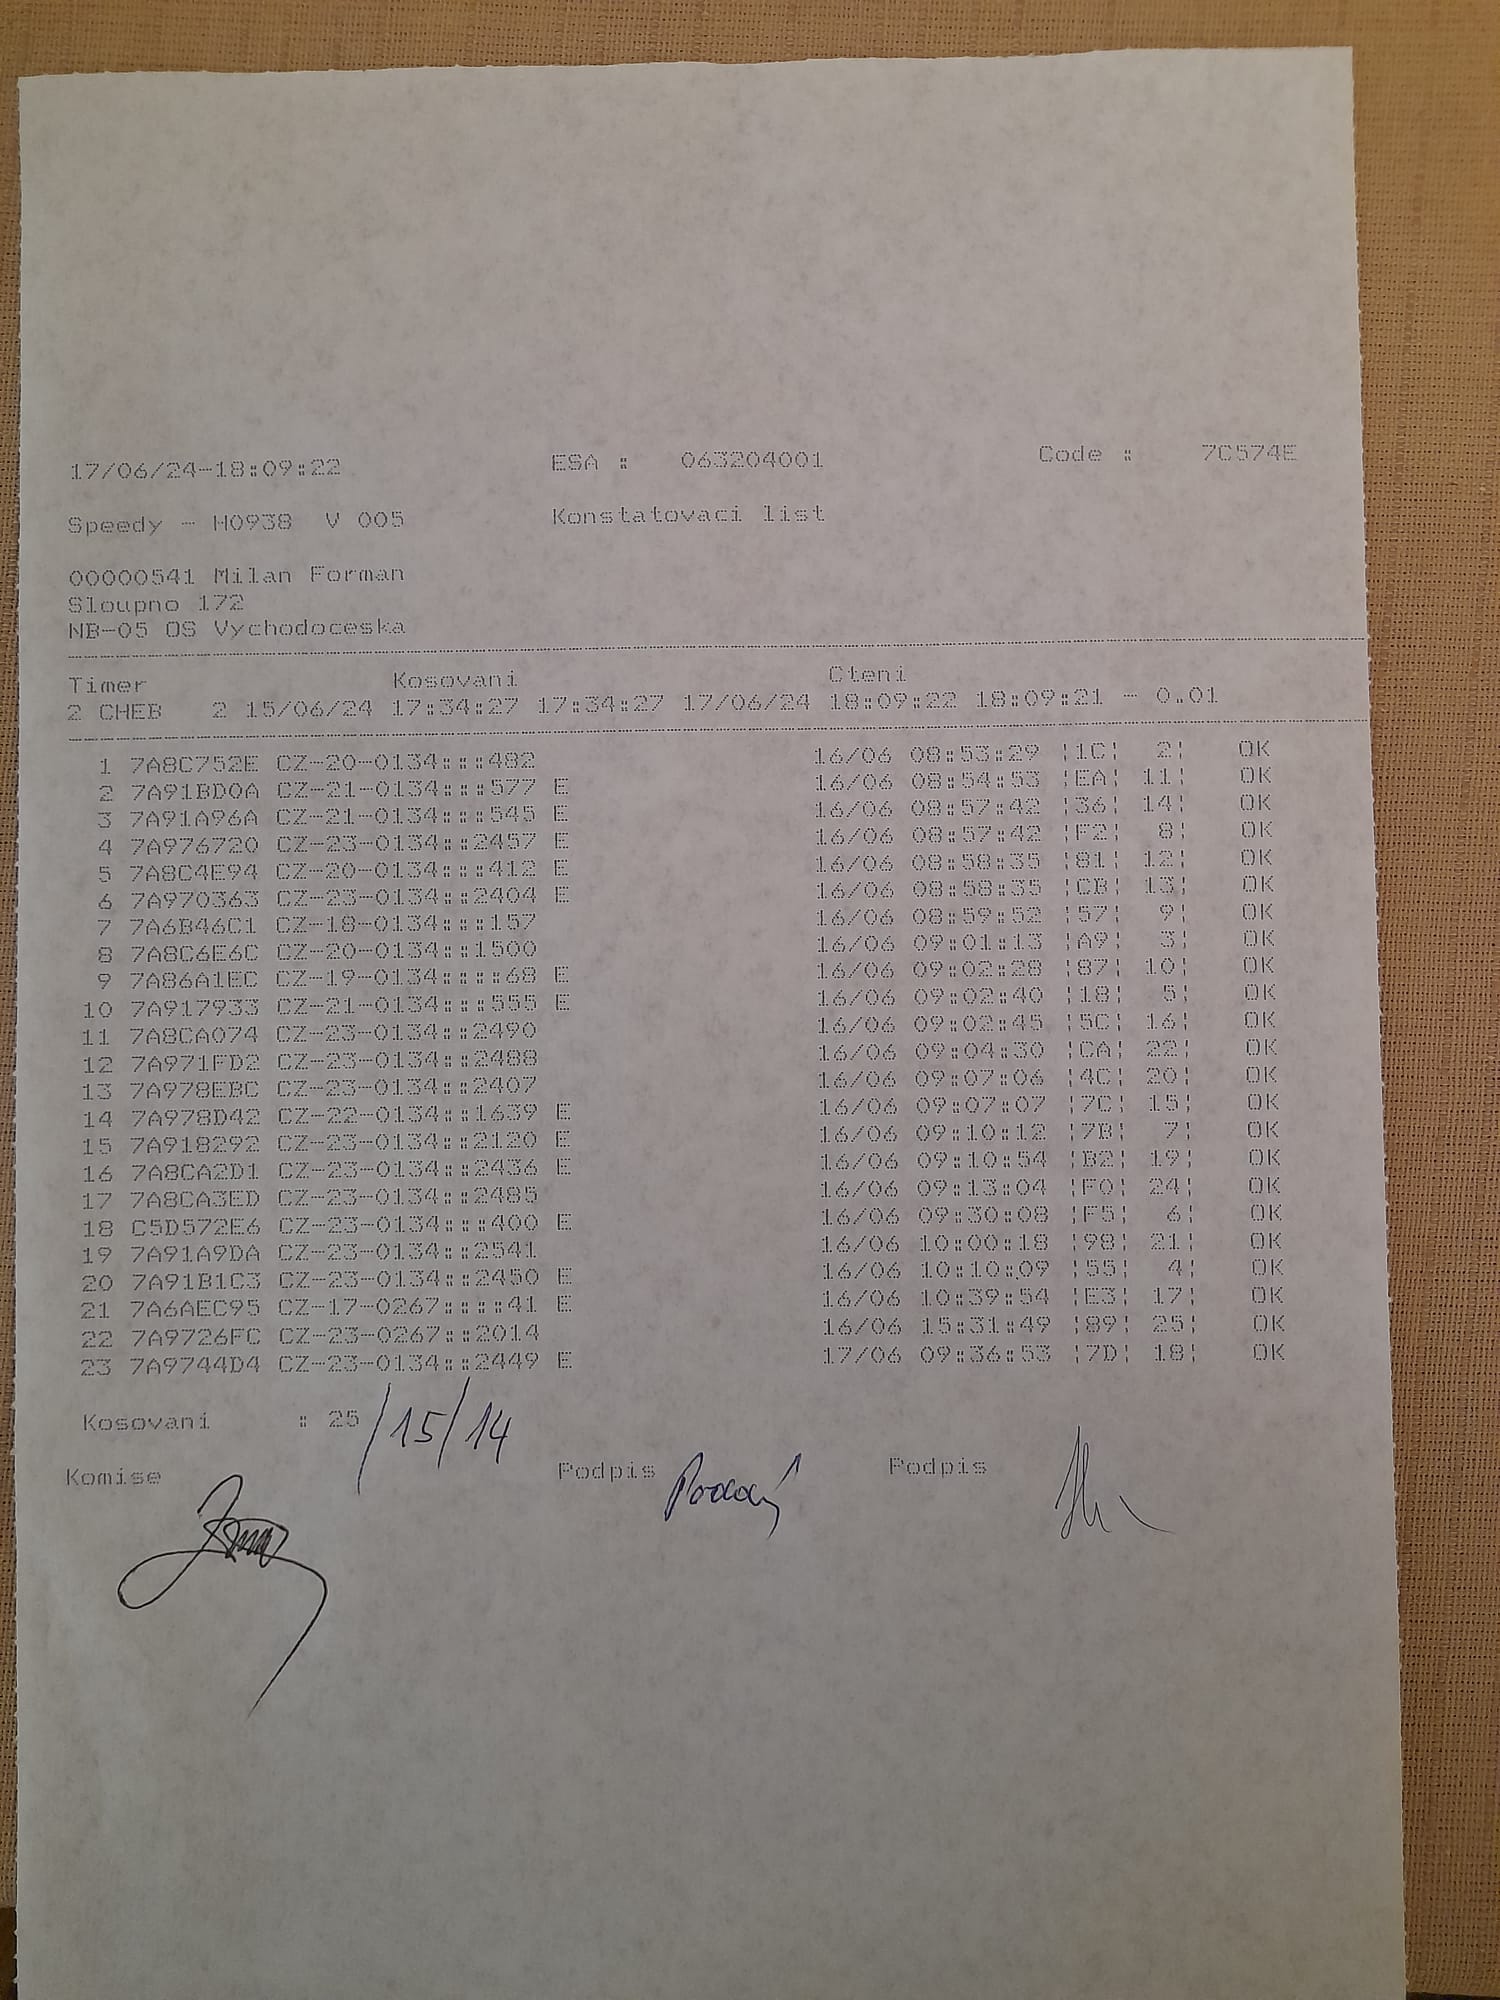 17/06/24-18:09:22 ESA : 063204001 Code : 7C574E
Speedy - H0938 V 005 Konstatovaci list
00000541 Milan Forman
Sloupno 172
NB-05 OS Vychodoceska
Timer Kosovani Cteni
2 CHEB 2 15/06/24 17:34:27 17:34:27 17/06/24 18:09:22 18:09:21 - 0.01
1 7A8C752E CZ-20-0134:::482 16/06 08:53:29 ¦1C¦ 2¦ OK
2 7A91BD0A CZ-21-0134:::577 E 16/06 08:54:53 ¦EA¦ 11¦ OK
3 7A91A96A CZ-21-0134:::545 E 16/06 08:57:42 ¦36¦ 14¦ OK
4 7A976720 CZ-23-0134::2457 E 16/06 08:57:42 ¦F2¦ 8¦ OK
5 7A8C4E94 CZ-20-0134:::412 E 16/06 08:58:35 ¦81¦ 12¦ OK
6 7A970363 CZ-23-0134::2404 E 16/06 08:58:35 ¦CB¦ 13¦ OK
7 7A6B46C1 CZ-18-0134:::157 16/06 08:59:52 ¦57¦ 9¦ OK
8 7A8C6E6C CZ-20-0134::1500 16/06 09:01:13 ¦A9¦ 3¦ OK
9 7A86A1EC CZ-19-0134::::68 E 16/06 09:02:28 ¦87¦ 10¦ OK
10 7A917933 CZ-21-0134:::555 E 16/06 09:02:40 ¦18¦ 5¦ OK
11 7A8CA074 CZ-23-0134::2490 16/06 09:02:45 ¦5C¦ 16¦ OK
12 7A971FD2 CZ-23-0134::2488 16/06 09:04:30 ¦CA¦ 22¦ OK
13 7A978EBC CZ-23-0134::2407 16/06 09:07:06 ¦4C¦ 20¦ OK
14 7A978D42 CZ-22-0134::1639 E 16/06 09:07:07 ¦7C¦ 15¦ OK
15 7A918292 CZ-23-0134::2120 E 16/06 09:10:12 ¦7B¦ 7¦ OK
16 7A8CA2D1 CZ-23-0134::2436 E 16/06 09:10:54 ¦B2¦ 19¦ OK
17 7A8CA3ED CZ-23-0134::2485 16/06 09:13:04 ¦F0¦ 24¦ OK
18 C5D572E6 CZ-23-0134:::400 E 16/06 09:30:08 ¦F5¦ 6¦ OK
19 7A91A9DA CZ-23-0134::2541 16/06 10:00:18 ¦98¦ 21¦ OK
20 7A91B1C3 CZ-23-0134::2450 E 16/06 10:10:09 ¦55¦ 4¦ OK
21 7A6AEC95 CZ-17-0267::::41 E 16/06 10:39:54 ¦E3¦ 17¦ OK
22 7A9726FC CZ-23-0267::2014 16/06 15:31:49 ¦89¦ 25¦ OK
23 7A9744D4 CZ-23-0134::2449 E 17/06 09:36:53 ¦7D¦ 18¦ OK
Kosovani : 25 /15/14
Komise Podpis Podpis